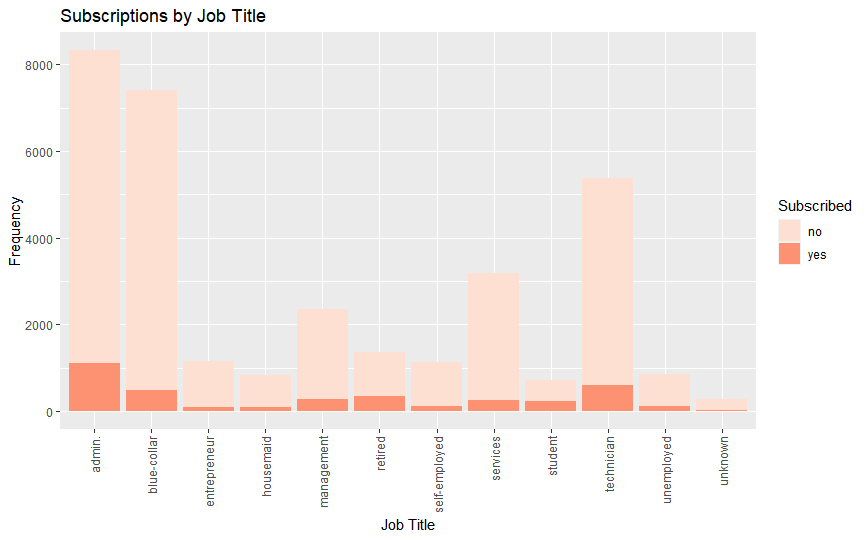 Subscriptions by Job Title
8000
6000
4000
2000
0
Frequency
admin.
blue-collar
entrepreneur
housemaid
management
retired
self-employed
services
student
technician
unemployed
unknown
Job Title
Subscribed
no
yes